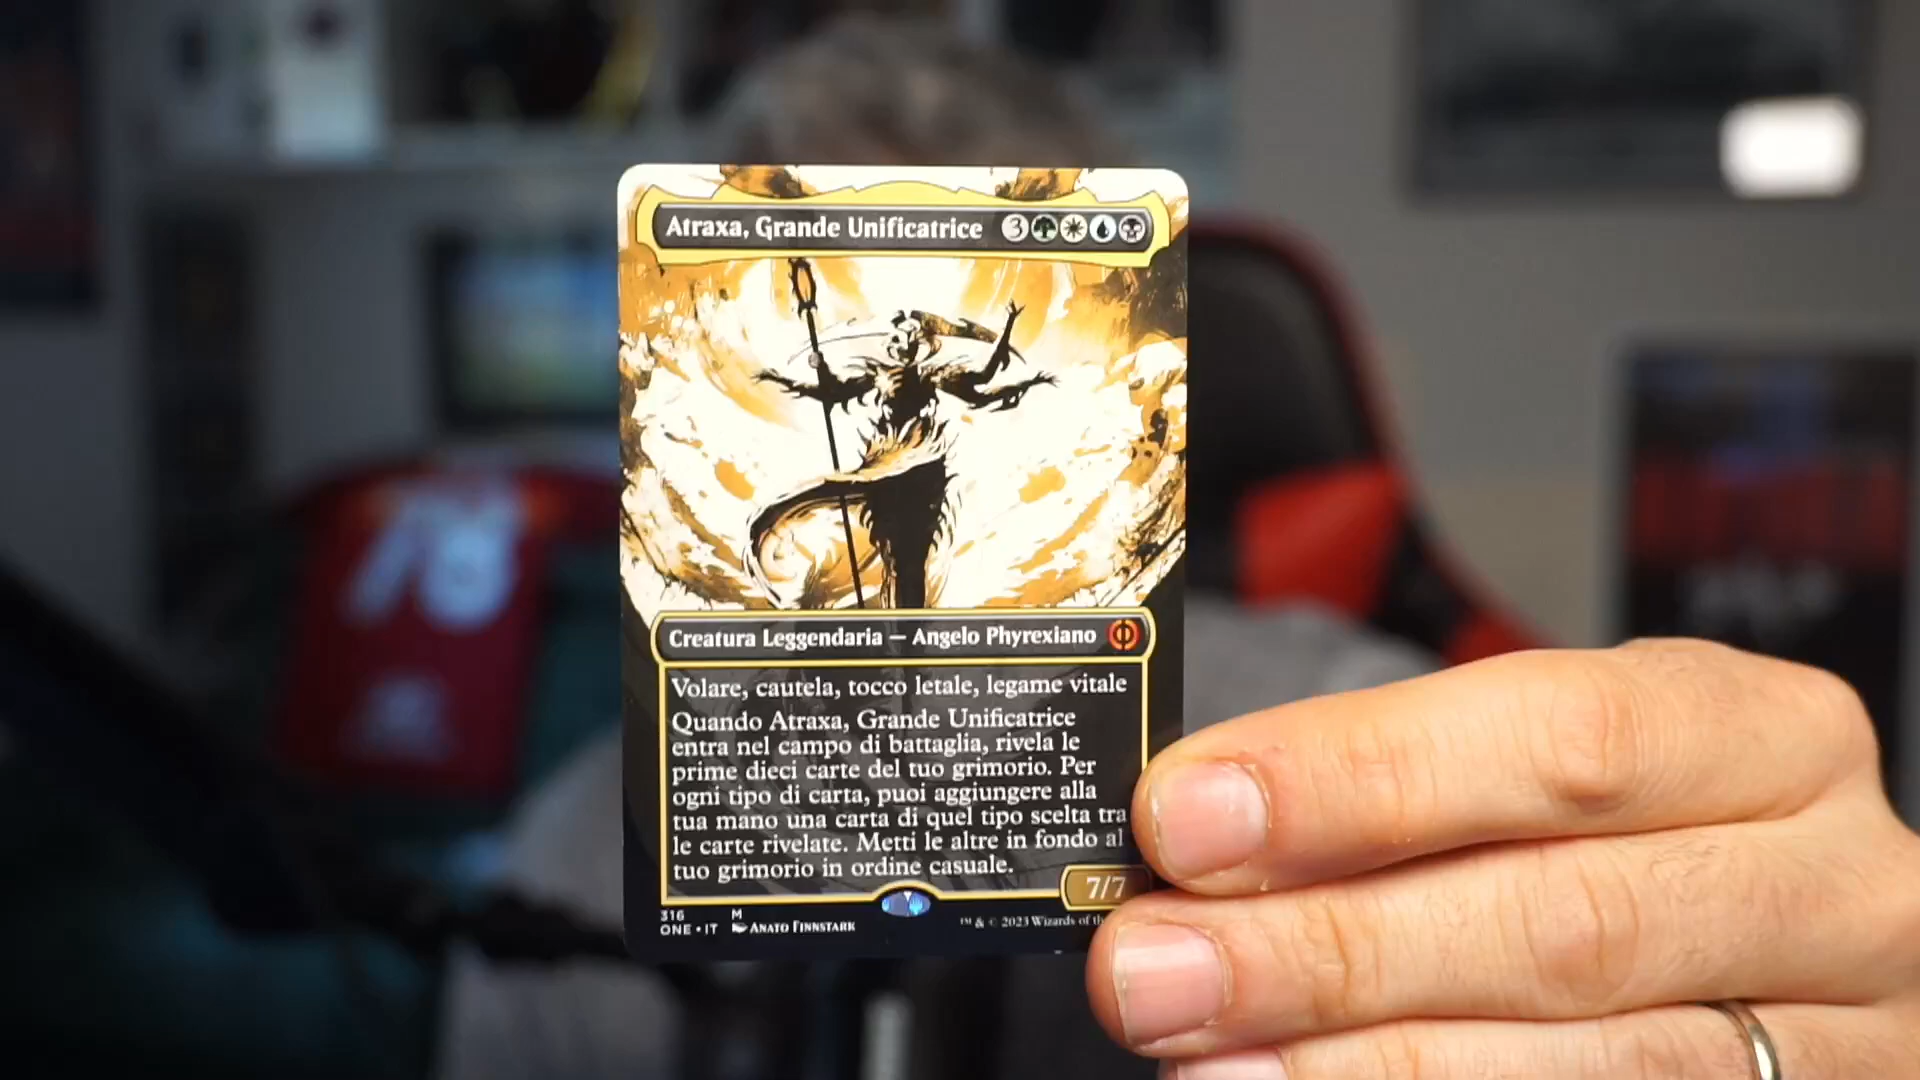 Atraxa, Grande Unificatrice 3
Creatura Leggendaria — Angelo Phyrexiano
Volare, cautela, tocco letale, legame vitale
Quando Atraxa, Grande Unificatrice
entra nel campo di battaglia, rivela le
prime dieci carte del tuo grimorio. Per
ogni tipo di carta, puoi aggiungere alla
tua mano una carta di quel tipo scelta tra
le carte rivelate. Metti le altre in fondo al
tuo grimorio in ordine casuale.
7/7
316 M
ONE • IT ANATO FINNSTARK
™ & © 2023 Wizards of